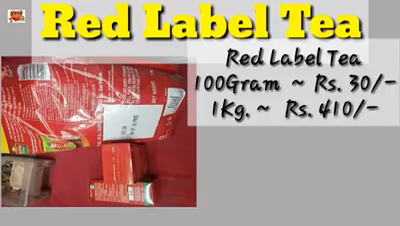 Red Label Tea
Red Label Tea
100Gram ~ Rs. 30/-
1Kg. ~ Rs. 410/-